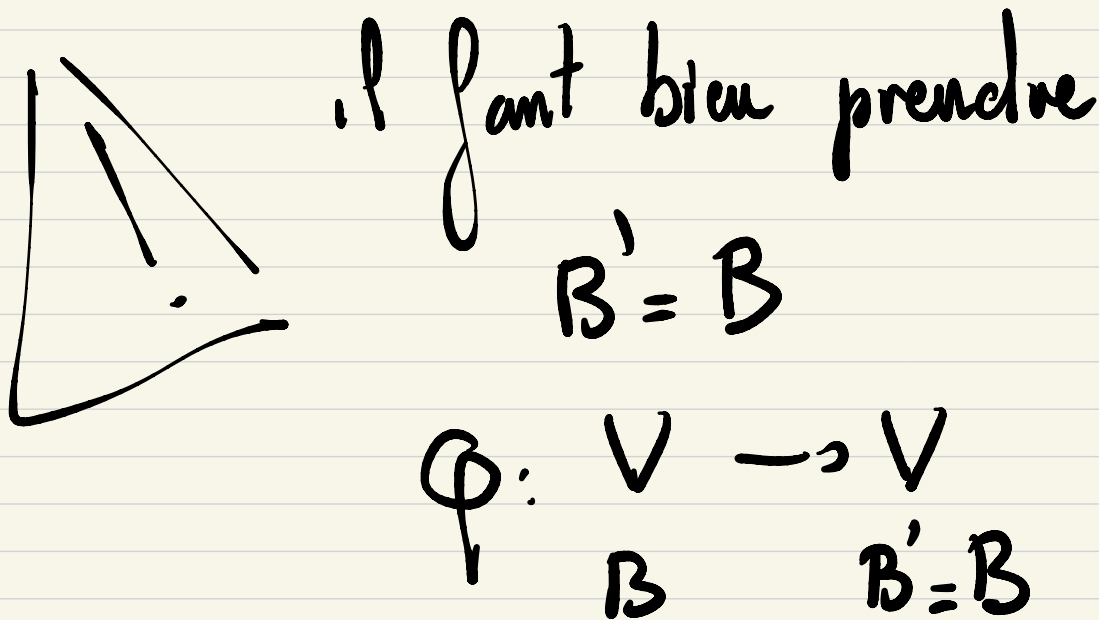 il faut bien prendre
B' = B
φ: V → V
B B' = B